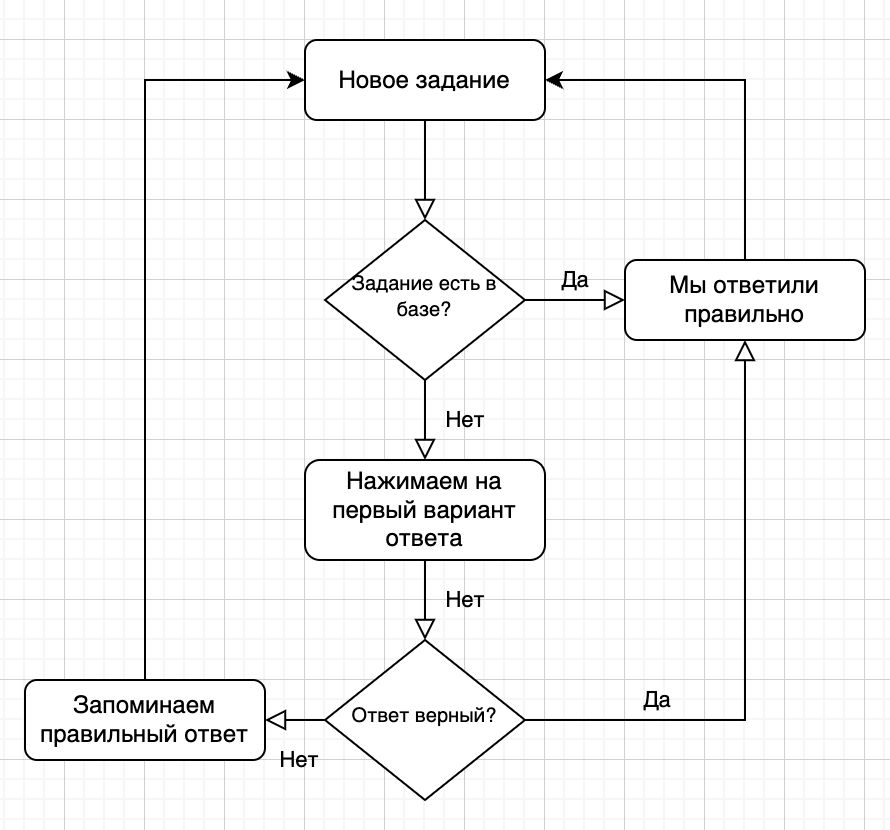 Новое задание
Задание есть в
базе?
Да
Мы ответили
правильно
Нет
Нажимаем на
первый вариант
ответа
Нет
Ответ верный?
Да
Нет
Запоминаем
правильный ответ